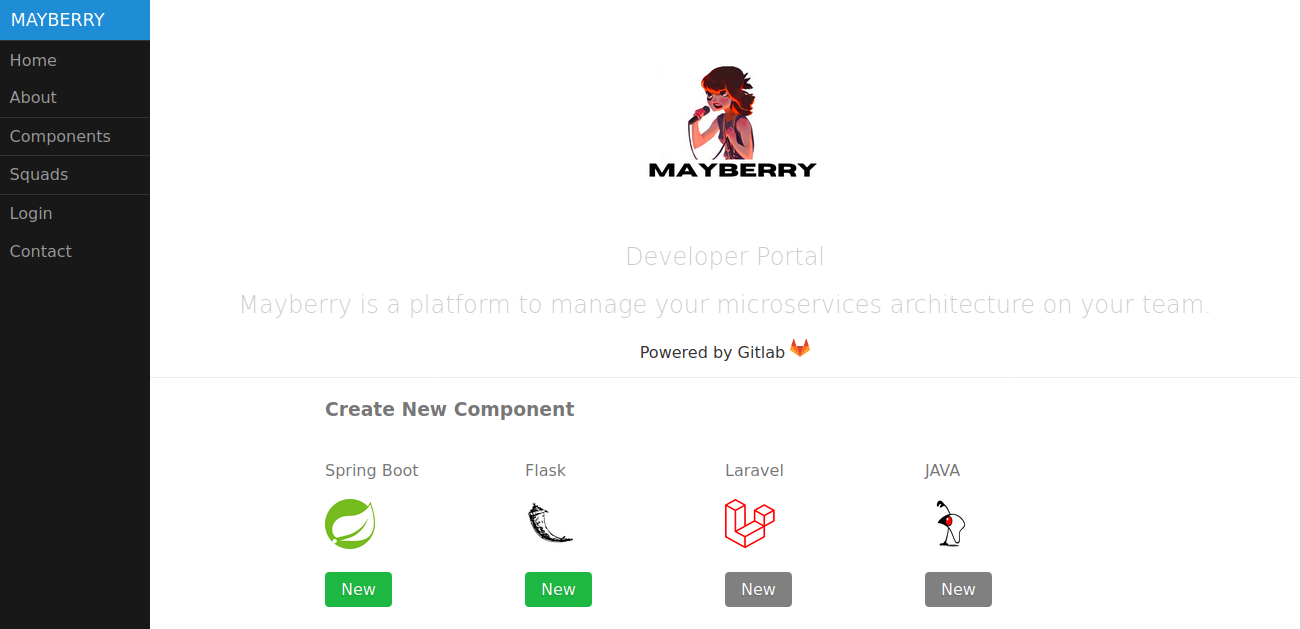 MAYBERRY
Home
About
Components
Squads
Login
Contact
MAYBERRY
Developer Portal
Mayberry is a platform to manage your microservices architecture on your team.
Powered by Gitlab
Create New Component
Spring Boot
Flask
Laravel
JAVA
New
New
New
New